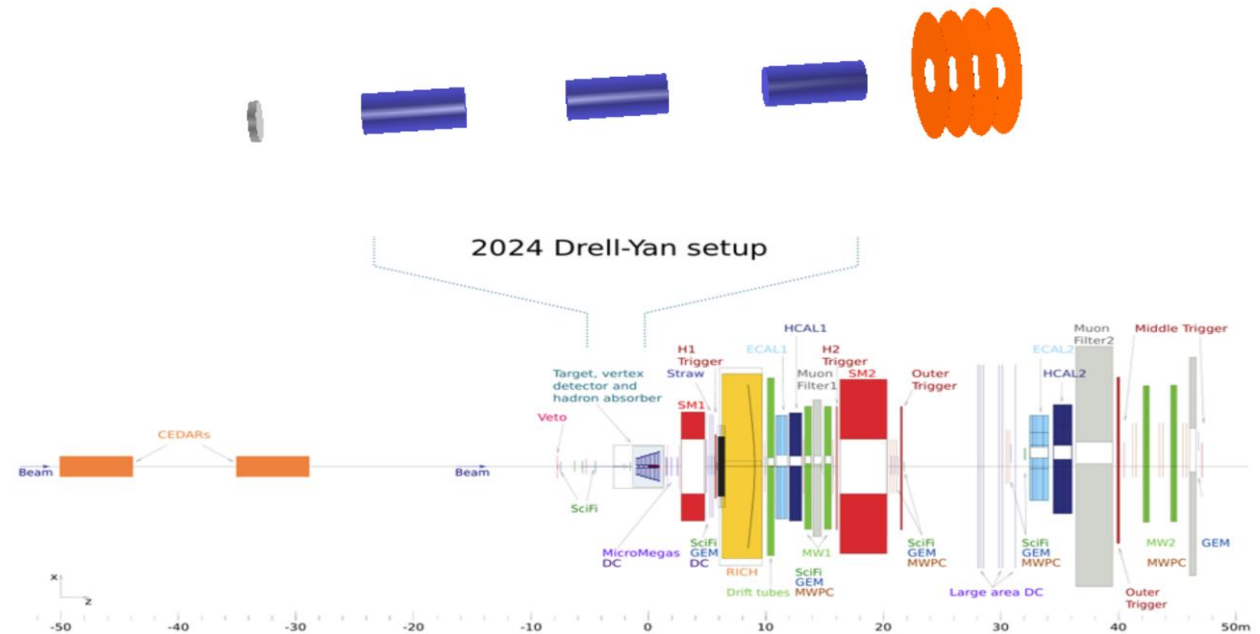 2024 Drell-Yan setup
HCAL1
Muon
Filter2
Middle Trigger
H1
Trigger
Straw
ECAL1
H2
Trigger
SM2
ECAL2
Target, vertex
detector and
hadron absorber
Muon
Filter1
Outer
Trigger
HCAL2
SM1
Veto
CEDARs
Beam
Beam
SciFi
MicroMegas
DC
SciFi
GEM
DC
RICH
Drift tubes
MW1
SciFi
GEM
MWPC
SciFi
GEM
MWPC
SciFi
GEM
MWPC
Large area DC
MW2
MWPC
GEM
Outer
Trigger
x
z
-50 -40 -30 -20 -10 0 10 20 30 40 50m